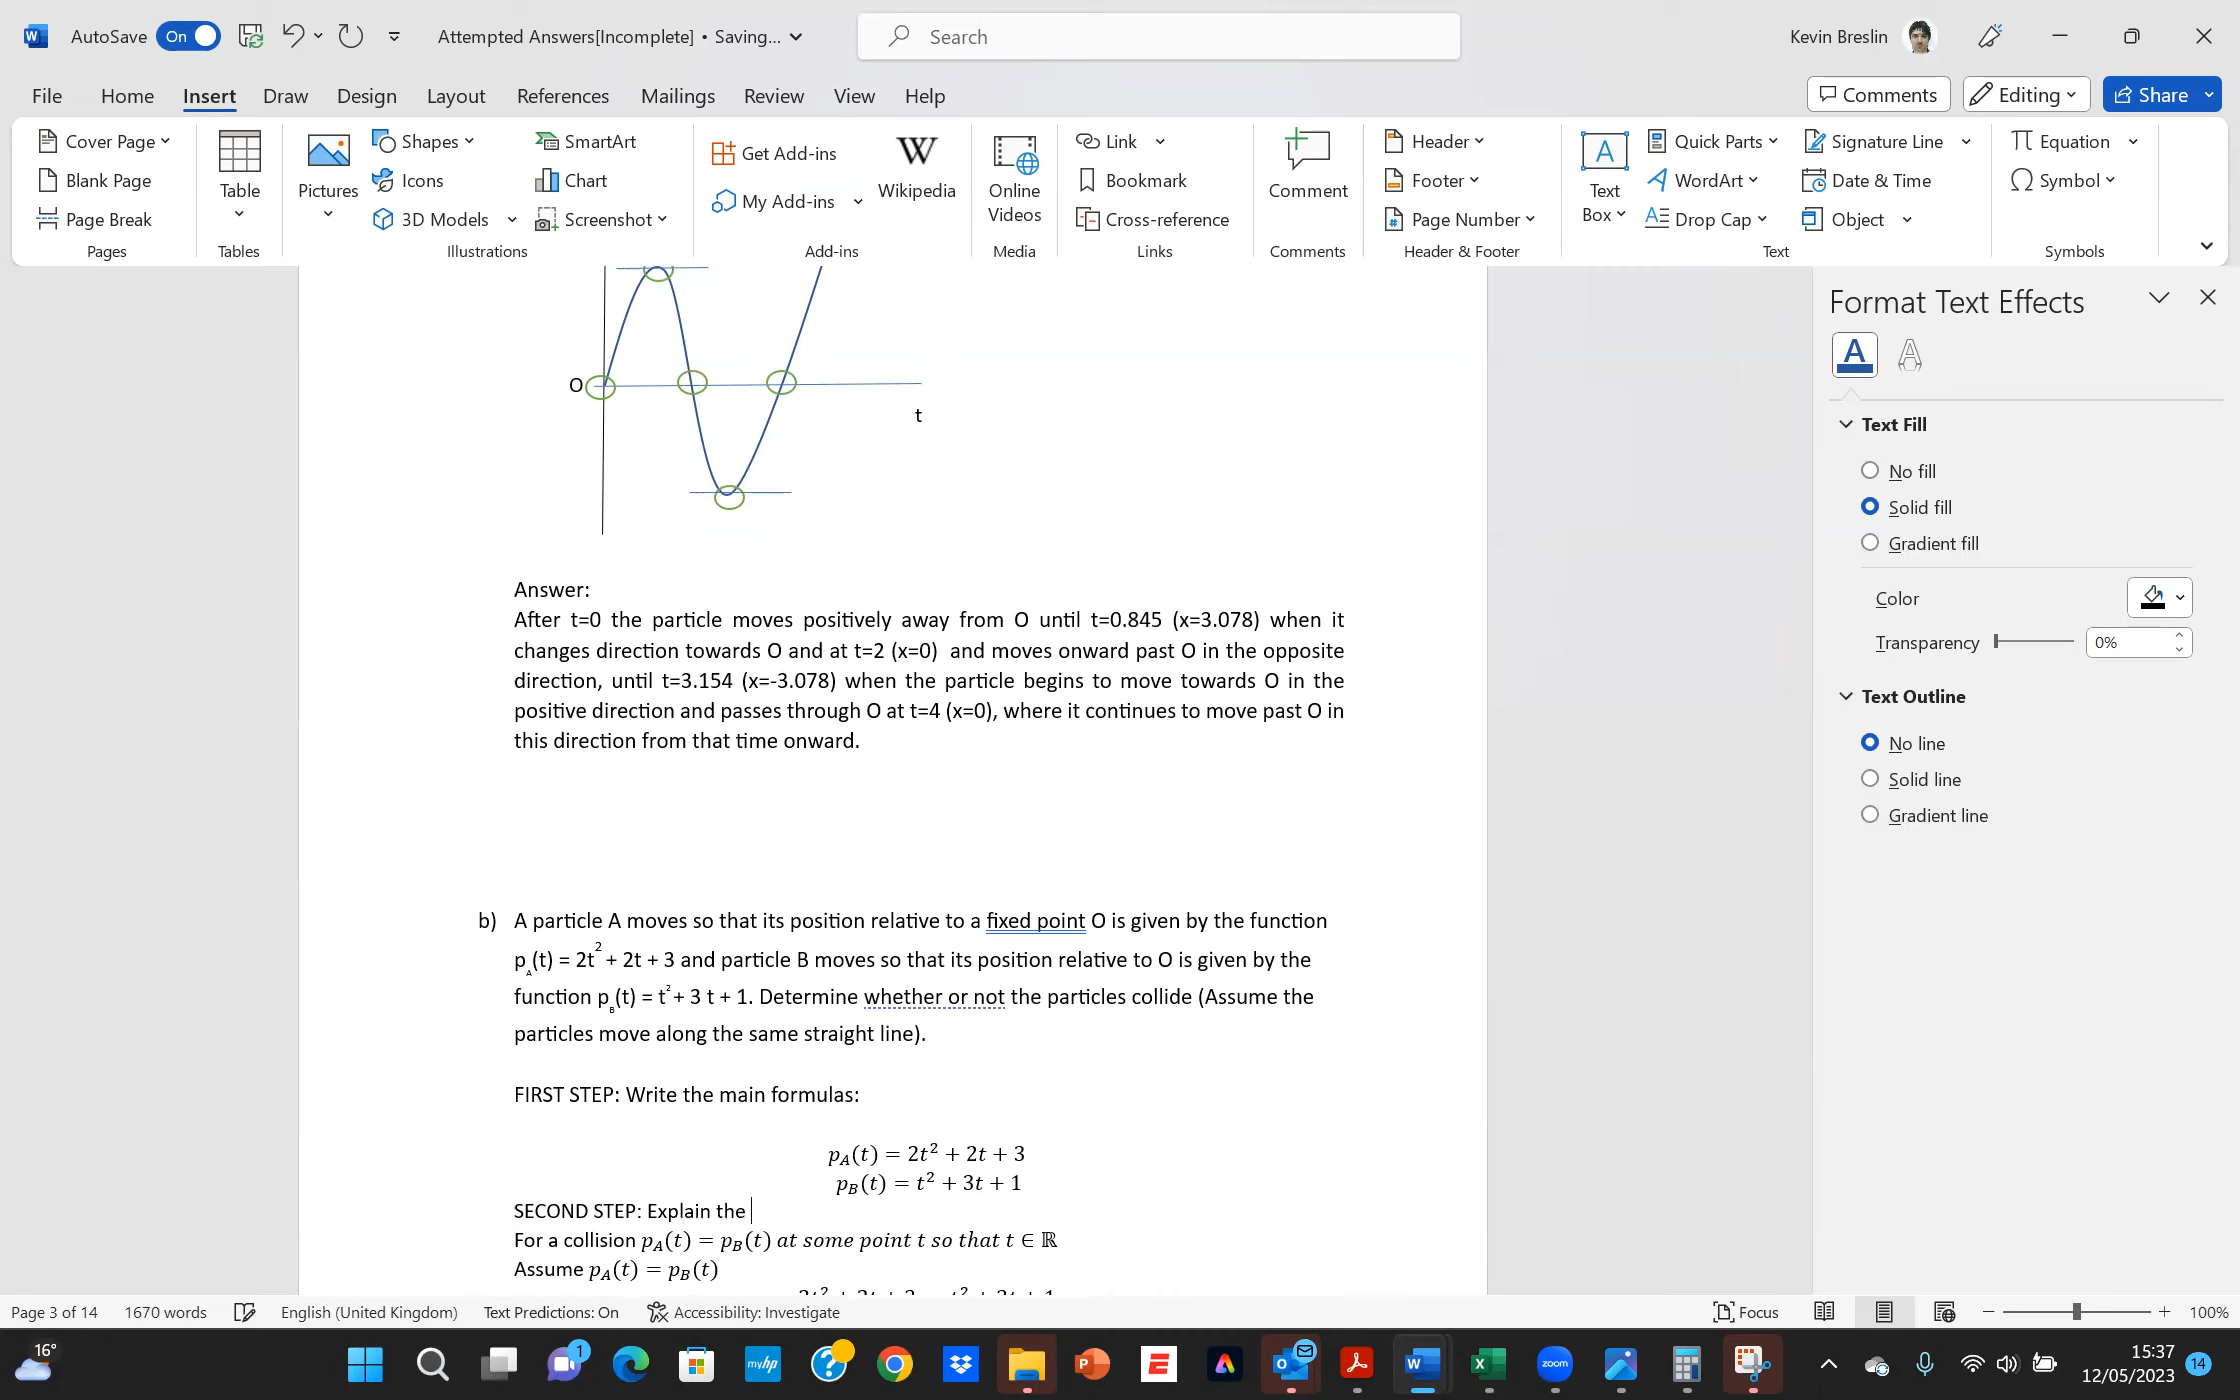 AutoSave On Attempted Answers[Incomplete] • Saving... Search Kevin Breslin
File Home Insert Draw Design Layout References Mailings Review View Help Comments Editing Share
Cover Page
Blank Page
Page Break
Pages
Table
Tables
Pictures
Shapes
Icons
3D Models
SmartArt
Chart
Screenshot
Illustrations
Get Add-ins
My Add-ins
W
Wikipedia
Add-ins
Online
Videos
Media
Link
Bookmark
Cross-reference
Links
Comment
Comments
Header
Footer
Page Number
Header & Footer
A
Text
Box
Quick Parts
WordArt
Drop Cap
Signature Line
Date & Time
Object
Text
Equation
Symbol
Symbols
O
t
Answer:
After t=0 the particle moves positively away from O until t=0.845 (x=3.078) when it
changes direction towards O and at t=2 (x=0) and moves onward past O in the opposite
direction, until t=3.154 (x=-3.078) when the particle begins to move towards O in the
positive direction and passes through O at t=4 (x=0), where it continues to move past O in
this direction from that time onward.
b) A particle A moves so that its position relative to a fixed point O is given by the function
p_A(t) = 2t² + 2t + 3 and particle B moves so that its position relative to O is given by the
function p_B(t) = t² + 3 t + 1. Determine whether or not the particles collide (Assume the
particles move along the same straight line).
FIRST STEP: Write the main formulas:
p_A(t) = 2t² + 2t + 3
p_B(t) = t² + 3t + 1
SECOND STEP: Explain the
For a collision p_A(t) = p_B(t) at some point t so that t ∈ ℝ
Assume p_A(t) = p_B(t)
Format Text Effects
A A
Text Fill
No fill
Solid fill
Gradient fill
Color
Transparency 0%
Text Outline
No line
Solid line
Gradient line
Page 3 of 14 1670 words English (United Kingdom) Text Predictions: On Accessibility: Investigate Focus 100%
16°
1
myhp
?
P
E
O
W
X
zoom
15:37
12/05/2023
14